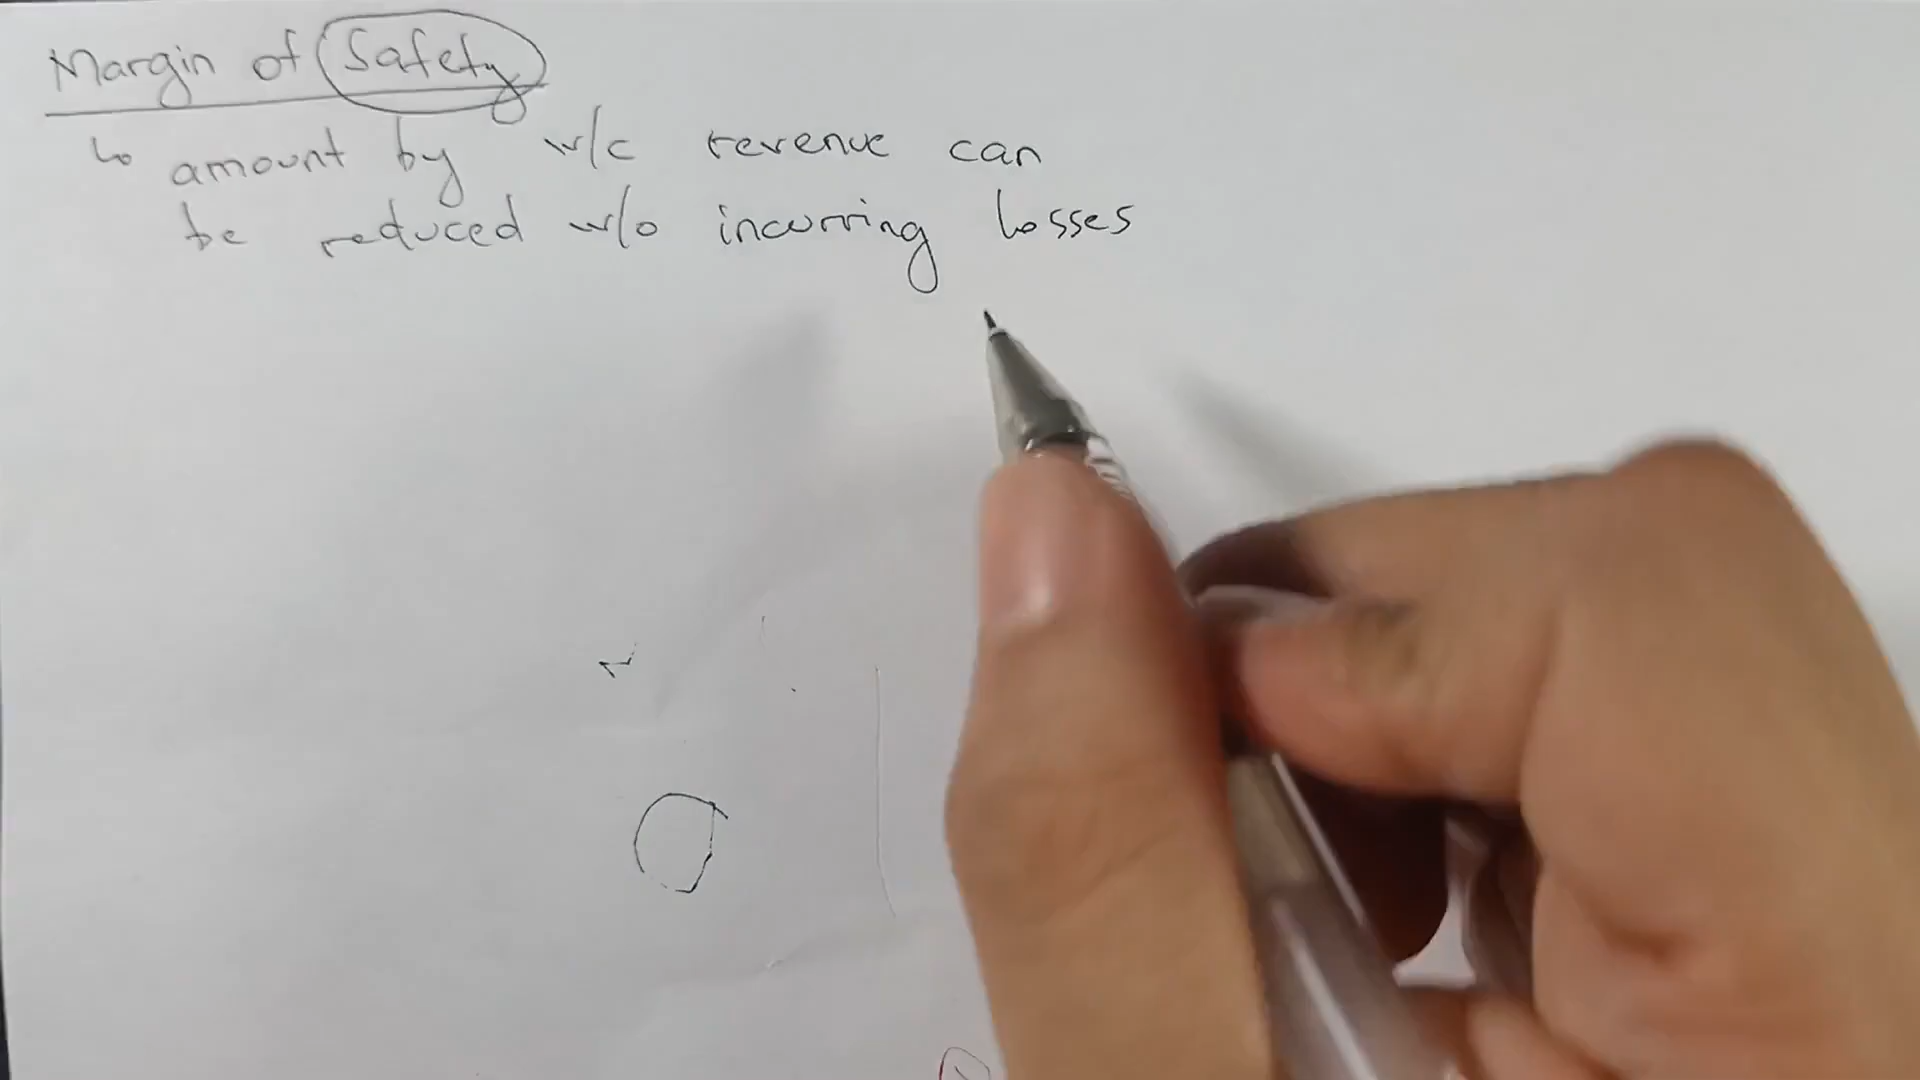 Margin of Safety
↳ amount by w/c revenue can
be reduced w/o incurring losses